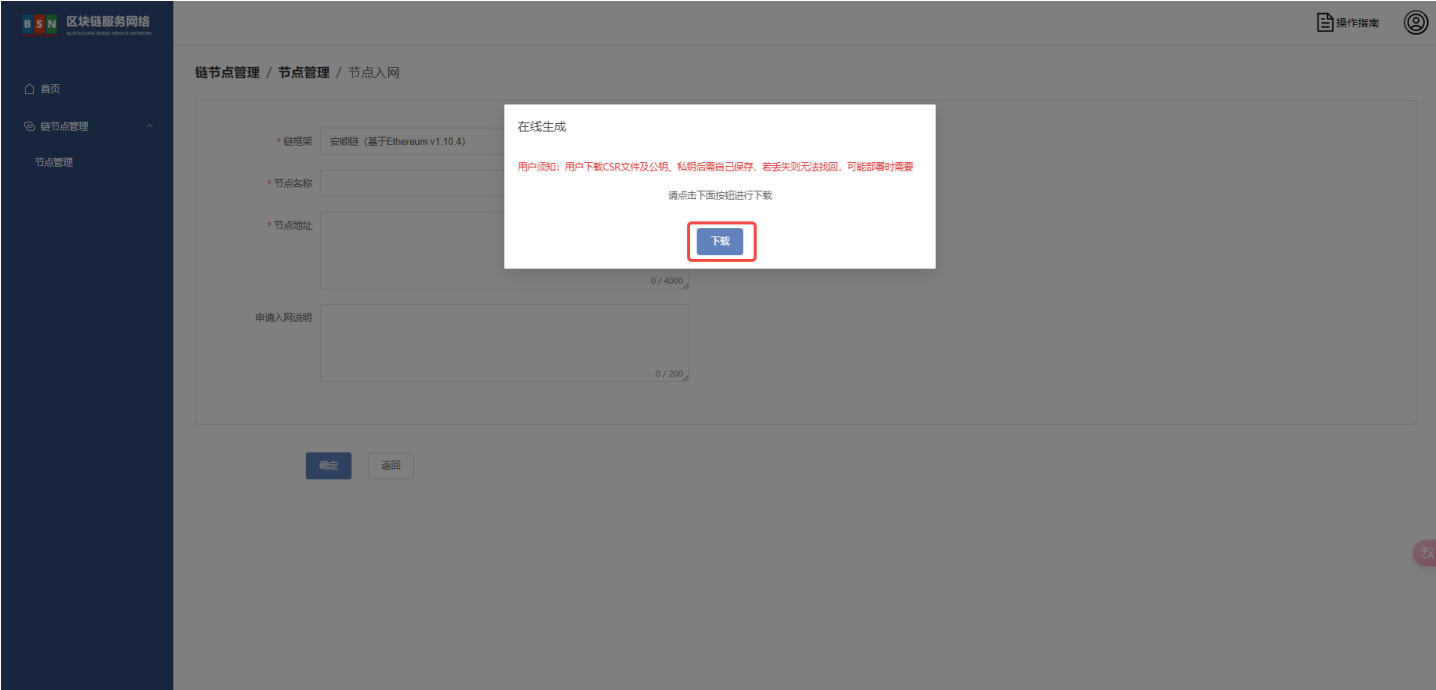 BSN 区块链服务网络
BLOCKCHAIN-BASED SERVICE NETWORK
操作指南
首页
链节点管理
节点管理
链节点管理 / 节点管理 / 节点入网
* 链框架 安顺链（基于Ethereum v1.10.4）
* 节点名称
* 节点地址
0 / 4000
申请入网说明
0 / 200
确定
返回
在线生成
用户须知：用户下载CSR文件及公钥、私钥后需自己保存，若丢失则无法找回，可能部署时需要
请点击下面按钮进行下载
下载